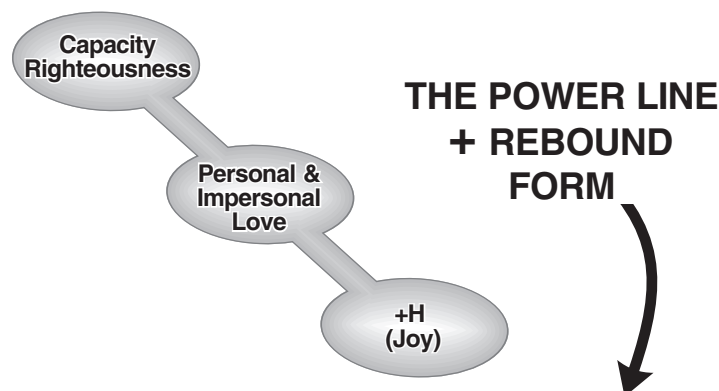 Capacity
Righteousness
THE POWER LINE
+ REBOUND
FORM
Personal &
Impersonal
Love
+H
(Joy)